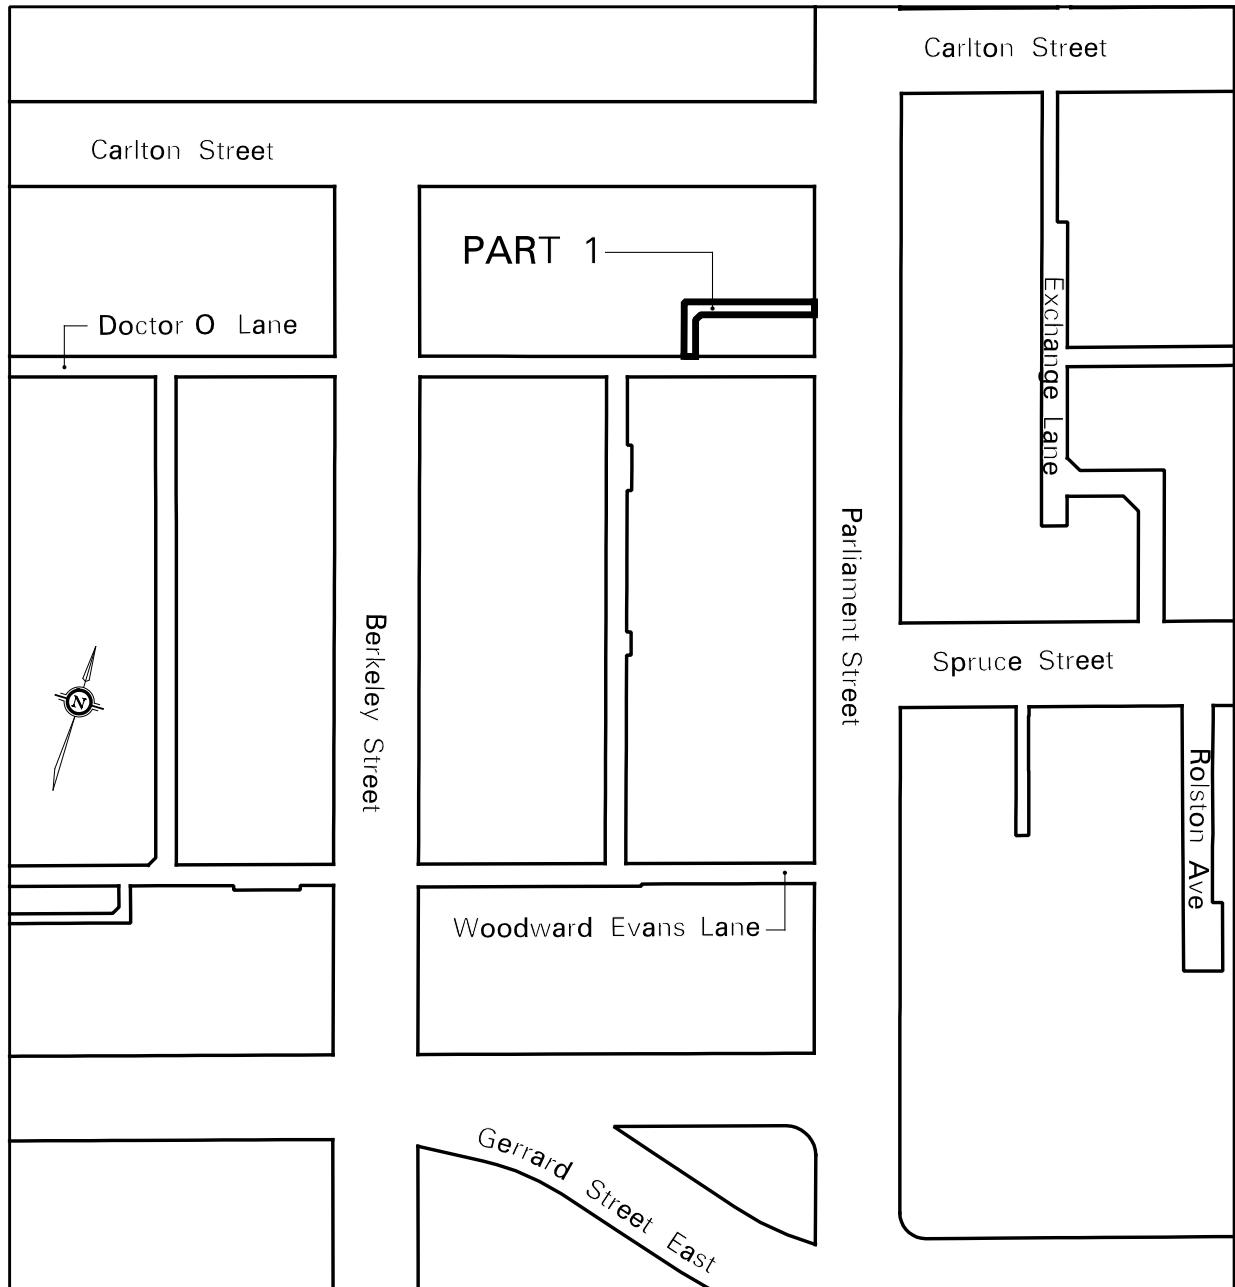 Carlton Street
Carlton Street
PART 1
Doctor O Lane
Exchange Lane
Parliament Street
Berkeley Street
Spruce Street
N
Rolston Ave
Woodward Evans Lane
Gerrard Street East